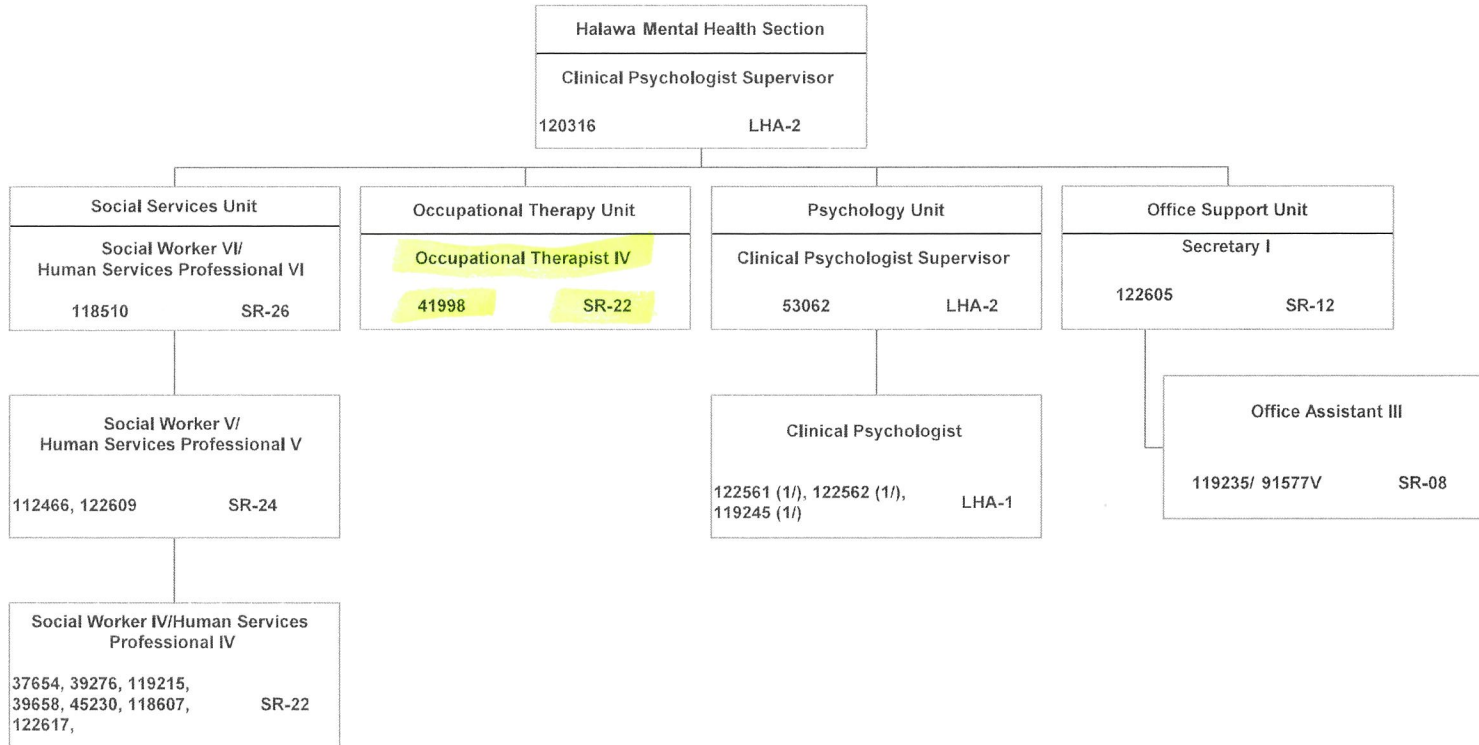 Halawa Mental Health Section
Clinical Psychologist Supervisor
120316 LHA-2
Social Services Unit
Social Worker VI/
Human Services Professional VI
118510 SR-26
Occupational Therapy Unit
Occupational Therapist IV
41998 SR-22
Psychology Unit
Clinical Psychologist Supervisor
53062 LHA-2
Office Support Unit
Secretary I
122605 SR-12
Social Worker V/
Human Services Professional V
112466, 122609 SR-24
Clinical Psychologist
122561 (1/), 122562 (1/),
119245 (1/) LHA-1
Office Assistant III
119235/ 91577V SR-08
Social Worker IV/Human Services
Professional IV
37654, 39276, 119215,
39658, 45230, 118607, SR-22
122617,